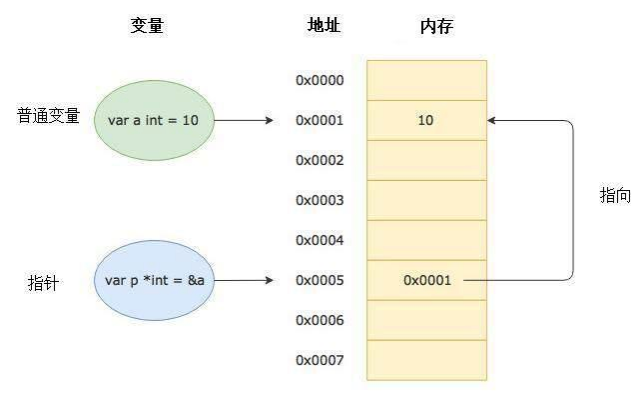 变量 地址 内存
0x0000
普通变量 var a int = 10 0x0001 10
0x0002
0x0003 指向
0x0004
指针 var p *int = &a 0x0005 0x0001
0x0006
0x0007